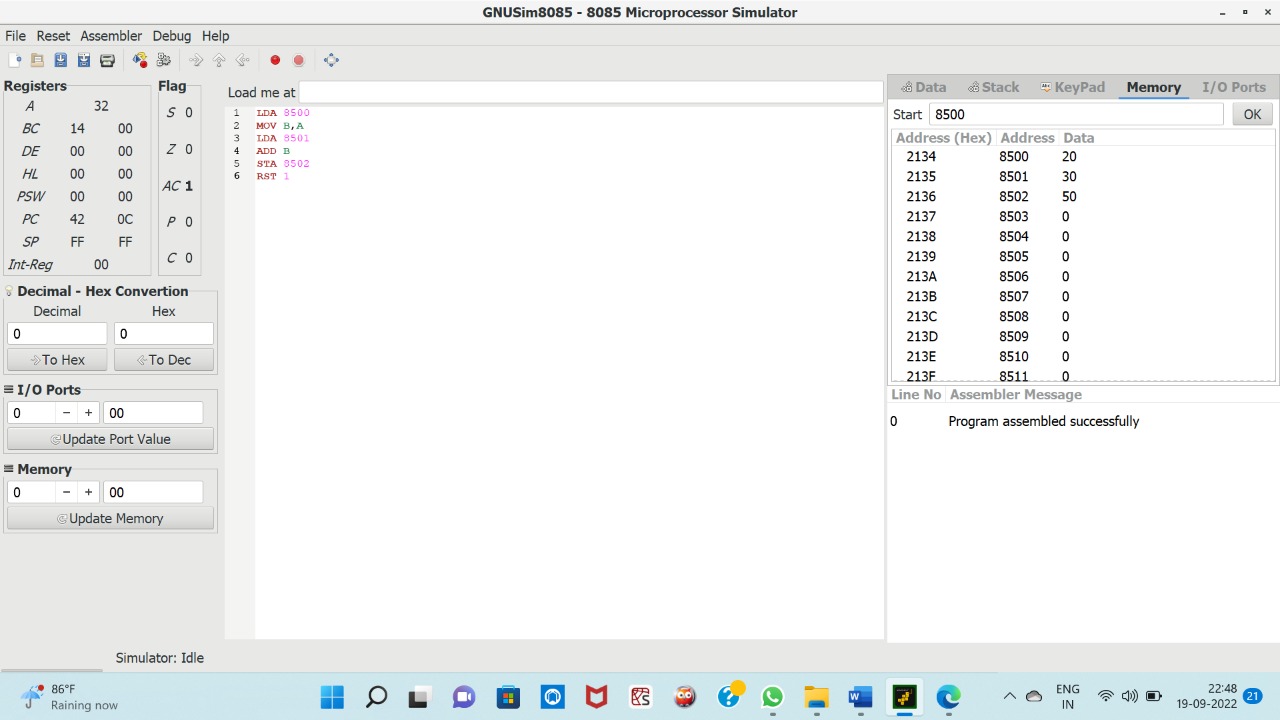 GNUSim8085 - 8085 Microprocessor Simulator
File Reset Assembler Debug Help
Registers
A 32
BC 14 00
DE 00 00
HL 00 00
PSW 00 00
PC 42 0C
SP FF FF
Int-Reg 00
Flag
S 0
Z 0
AC 1
P 0
C 0
Decimal - Hex Convertion
Decimal Hex
0 0
To Hex To Dec
I/O Ports
0 − + 00
Update Port Value
Memory
0 − + 00
Update Memory
Simulator: Idle
Load me at
1 LDA 8500
2 MOV B,A
3 LDA 8501
4 ADD B
5 STA 8502
6 RST 1
Data Stack KeyPad Memory I/O Ports
Start 8500 OK
Address (Hex) Address Data
2134 8500 20
2135 8501 30
2136 8502 50
2137 8503 0
2138 8504 0
2139 8505 0
213A 8506 0
213B 8507 0
213C 8508 0
213D 8509 0
213E 8510 0
213F 8511 0
Line No Assembler Message
0 Program assembled successfully
86°F
Raining now
ENG
IN
22:48
19-09-2022
21